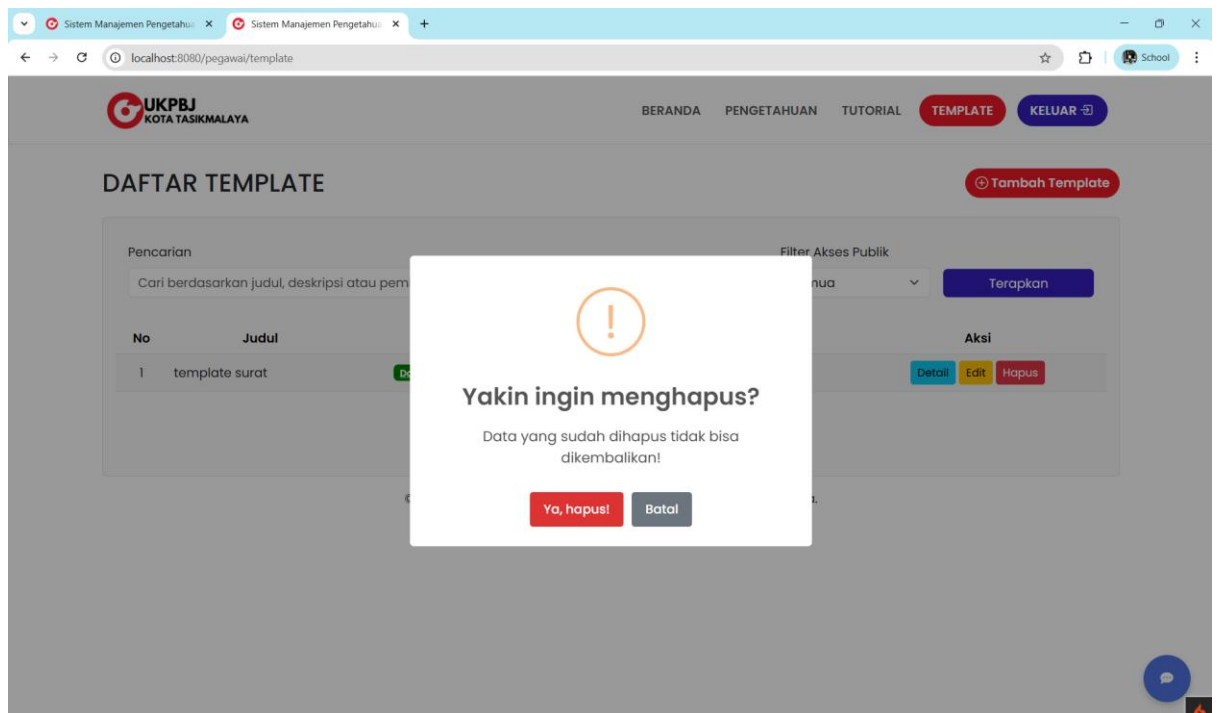 Sistem Manajemen Pengetahua
Sistem Manajemen Pengetahua
localhost:8080/pegawai/template
School
UKPBJ
KOTA TASIKMALAYA
BERANDA PENGETAHUAN TUTORIAL TEMPLATE KELUAR
DAFTAR TEMPLATE
Tambah Template
Pencarian
Filter Akses Publik
Cari berdasarkan judul, deskripsi atau pem
Terapkan
No Judul Aksi
1 template surat Detail Edit Hapus
!
Yakin ingin menghapus?
Data yang sudah dihapus tidak bisa
dikembalikan!
Ya, hapus!
Batal